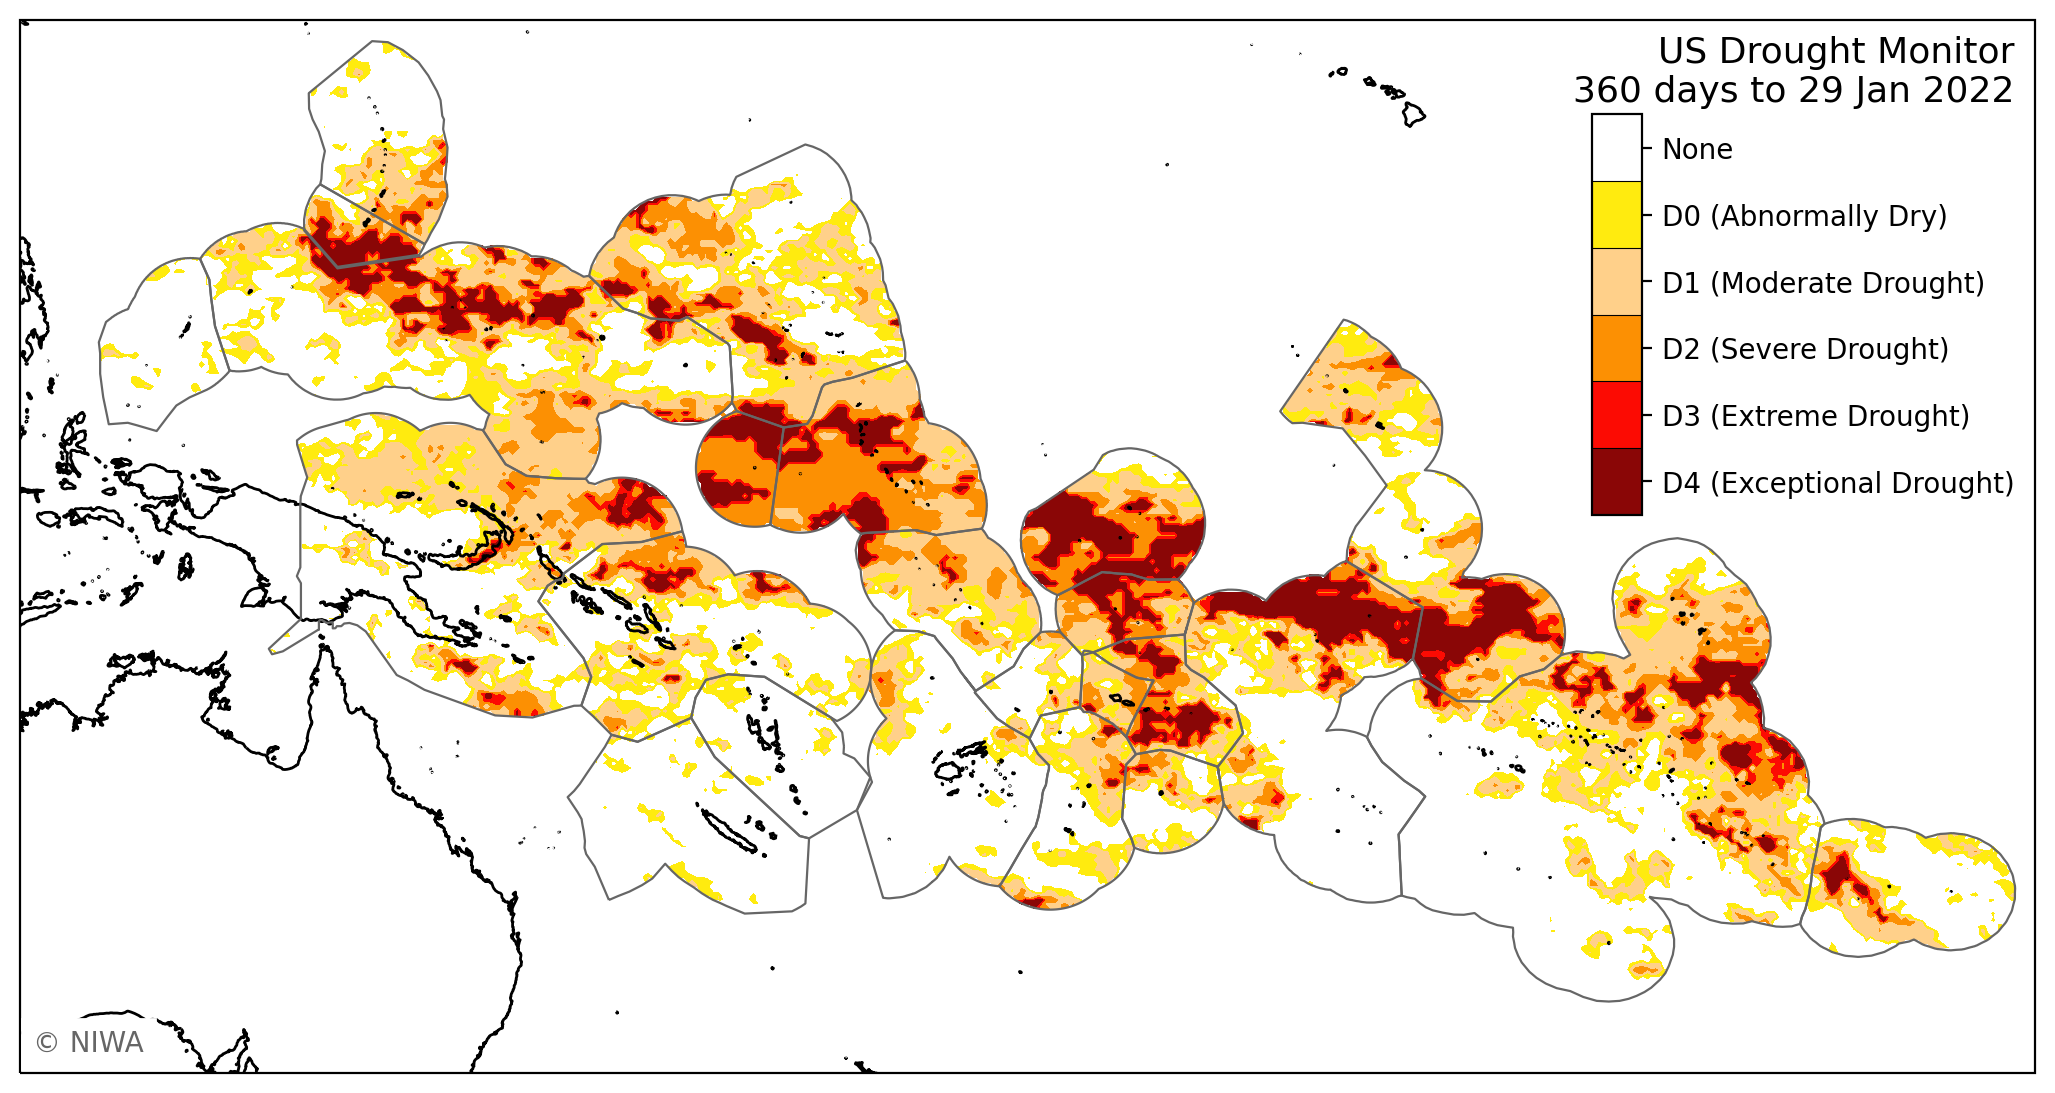 US Drought Monitor
360 days to 29 Jan 2022
None
D0 (Abnormally Dry)
D1 (Moderate Drought)
D2 (Severe Drought)
D3 (Extreme Drought)
D4 (Exceptional Drought)
© NIWA